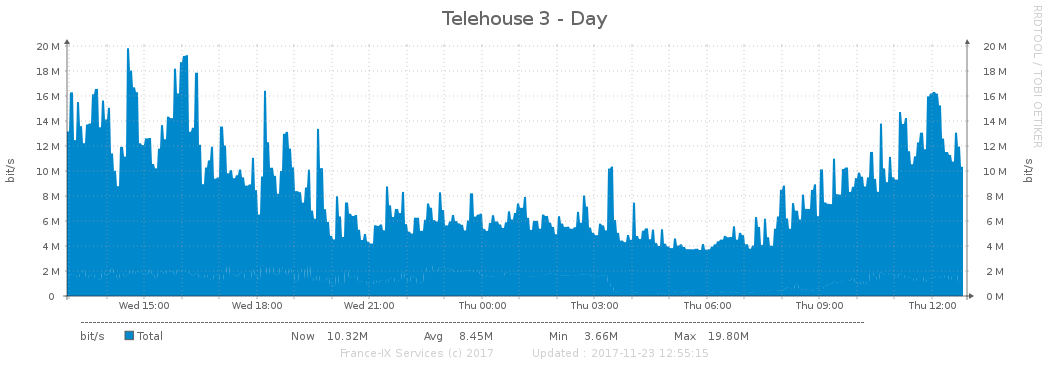 Telehouse 3 - Day
RRDTOOL / TOBI OETIKER
20 M 20 M
18 M 18 M
16 M 16 M
14 M 14 M
12 M 12 M
10 M 10 M
8 M 8 M
6 M 6 M
4 M 4 M
2 M 2 M
0 0 M
bit/s bit/s
Wed 15:00 Wed 18:00 Wed 21:00 Thu 00:00 Thu 03:00 Thu 06:00 Thu 09:00 Thu 12:00
bit/s Total Now 10.32M Avg 8.45M Min 3.66M Max 19.80M
France-IX Services (c) 2017 Updated : 2017-11-23 12:55:15